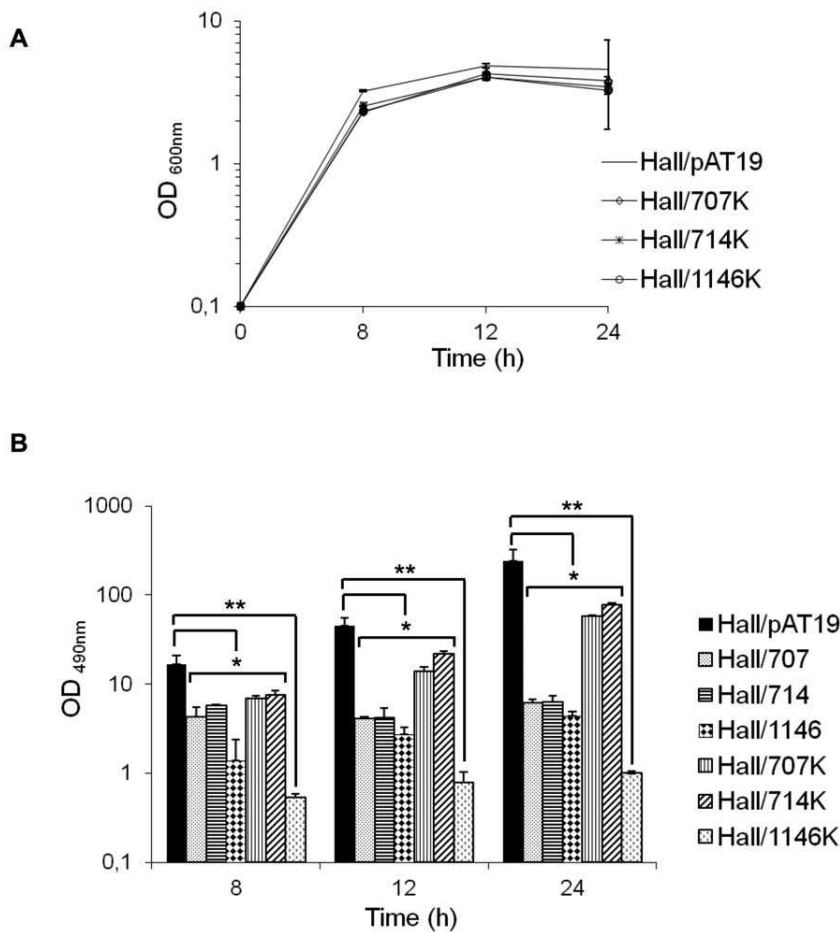 A
10
1
0,1
OD 600nm
0 8 12 24
Time (h)
Hall/pAT19
Hall/707K
Hall/714K
Hall/1146K
B
1000
100
10
1
0,1
OD 490nm
** * ** * ** *
8 12 24
Time (h)
Hall/pAT19
Hall/707
Hall/714
Hall/1146
Hall/707K
Hall/714K
Hall/1146K